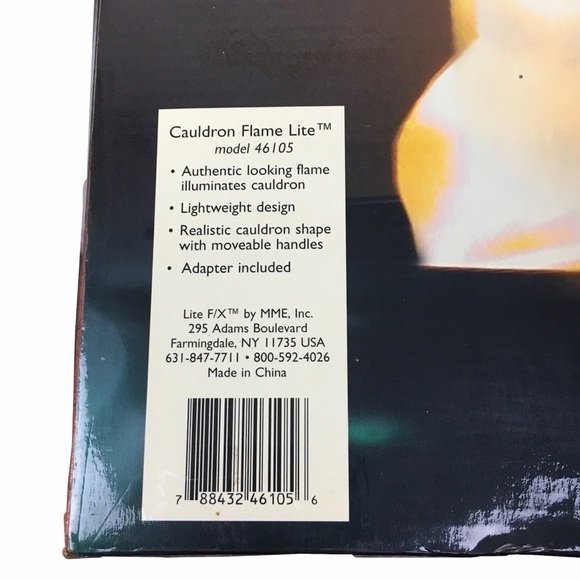 Cauldron Flame Lite™
model 46105
• Authentic looking flame
illuminates cauldron
• Lightweight design
• Realistic cauldron shape
with moveable handles
• Adapter included
Lite F/X™ by MME, Inc.
295 Adams Boulevard
Farmingdale, NY 11735 USA
631-847-7711 • 800-592-4026
Made in China
7 88432 46105 6